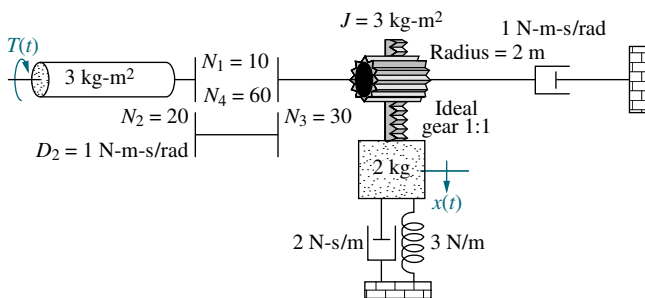 J = 3 kg-m²
1 N-m-s/rad
T(t)
N₁ = 10
Radius = 2 m
3 kg-m²
N₄ = 60
N₂ = 20
N₃ = 30
Ideal
gear 1:1
D₂ = 1 N-m-s/rad
2 kg
x(t)
2 N-s/m
3 N/m